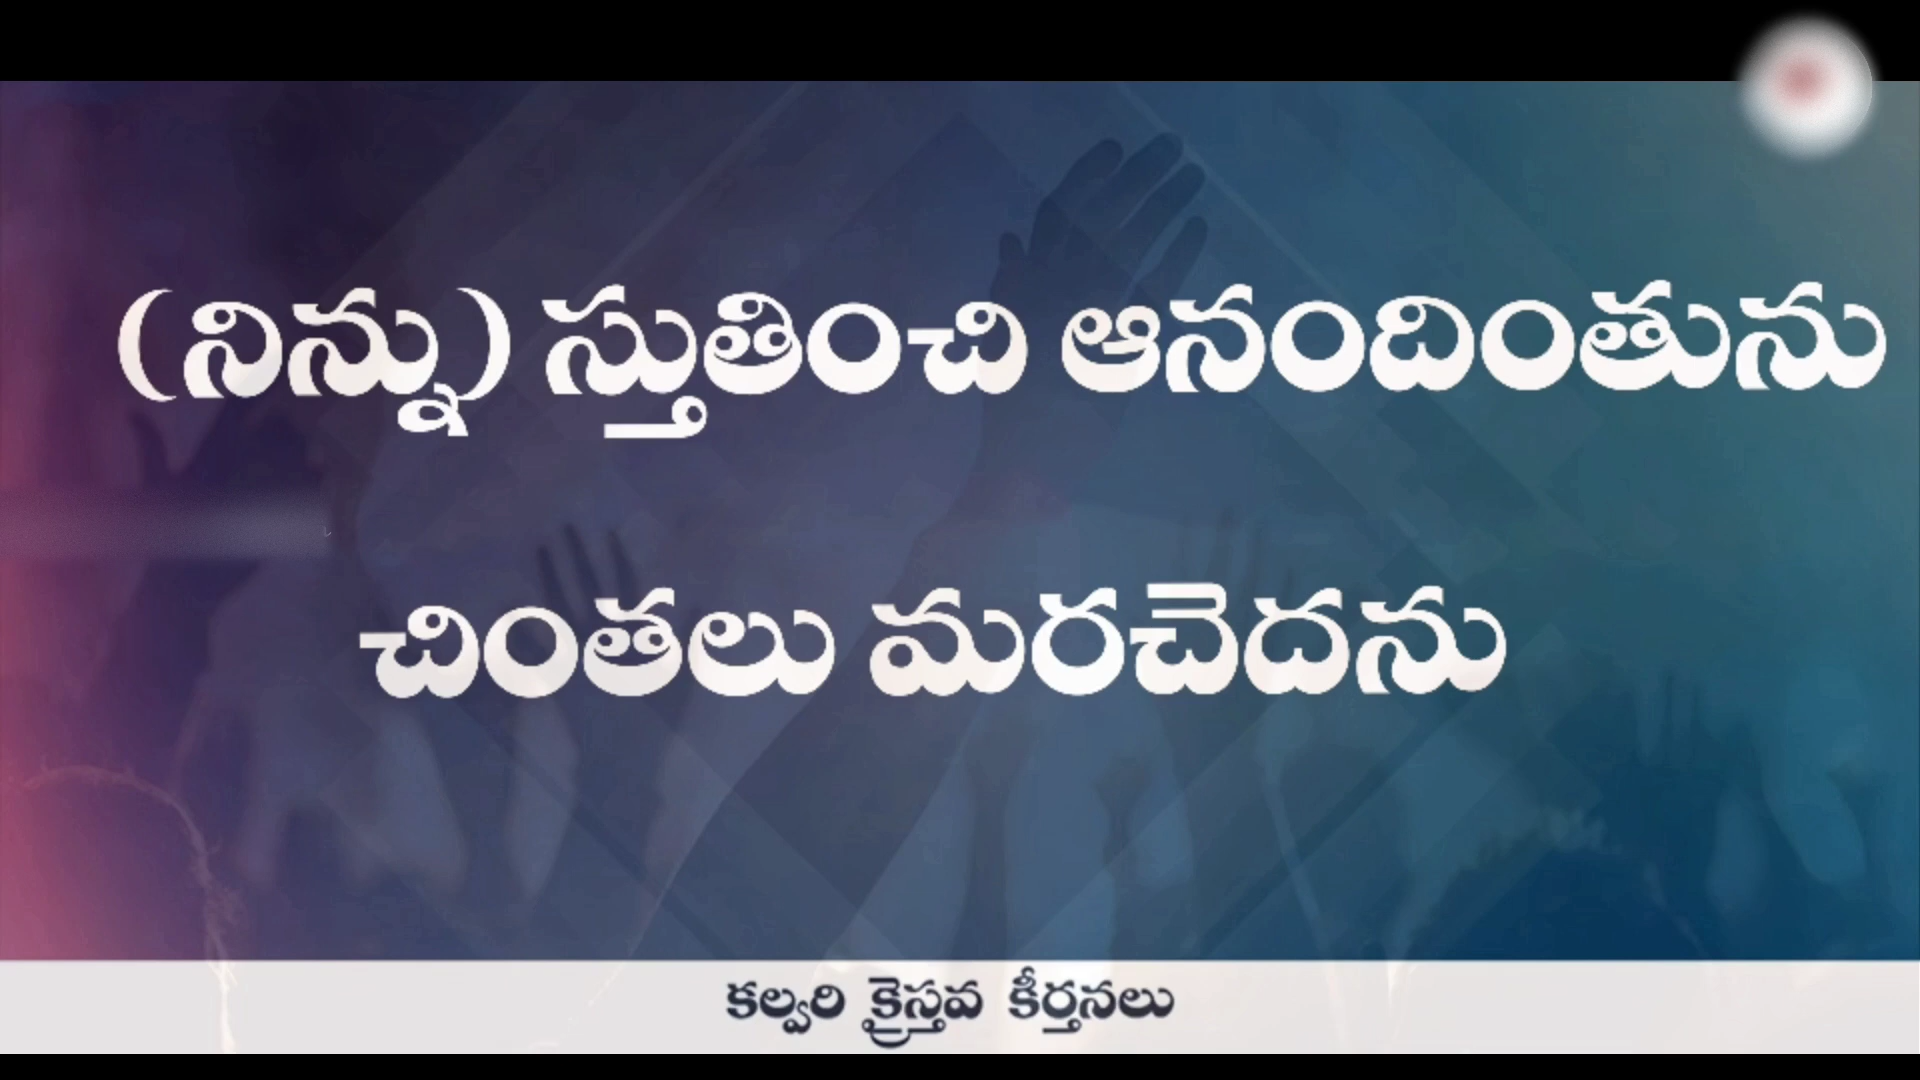 (నిన్ను) స్తుతించి ఆనందింతును
చింతలు మరచెదను
కల్వరి క్రైస్తవ కీర్తనలు